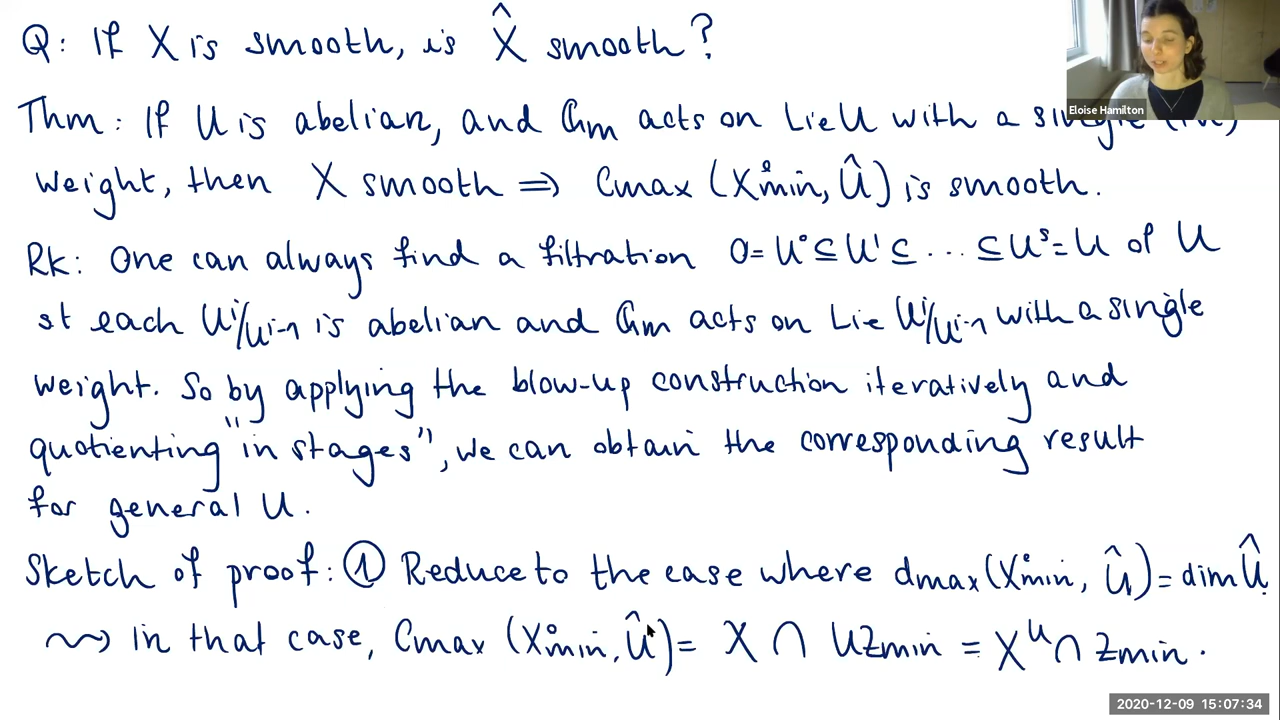 Q: If X is smooth, is X̂ smooth?
Eloise Hamilton
Thm: If U is abelian, and Gm acts on Lie U with a single
weight, then X smooth ⇒ Cmax (X°min, Û) is smooth.
Rk: One can always find a filtration 0=U⁰⊆U¹⊆...⊆Uˢ=U of U
st each Uⁱ/Uⁱ⁻¹ is abelian and Gm acts on Lie Uⁱ/Uⁱ⁻¹ with a single
weight. So by applying the blow-up construction iteratively and
quotienting "in stages", we can obtain the corresponding result
for general U.
Sketch of proof: ① Reduce to the case where dmax(X°min, Û) = dim Û.
⇝ in that case, Cmax (X°min, Û) = X ∩ UZmin = Xᵁ ∩ Zmin.
2020-12-09 15:07:34